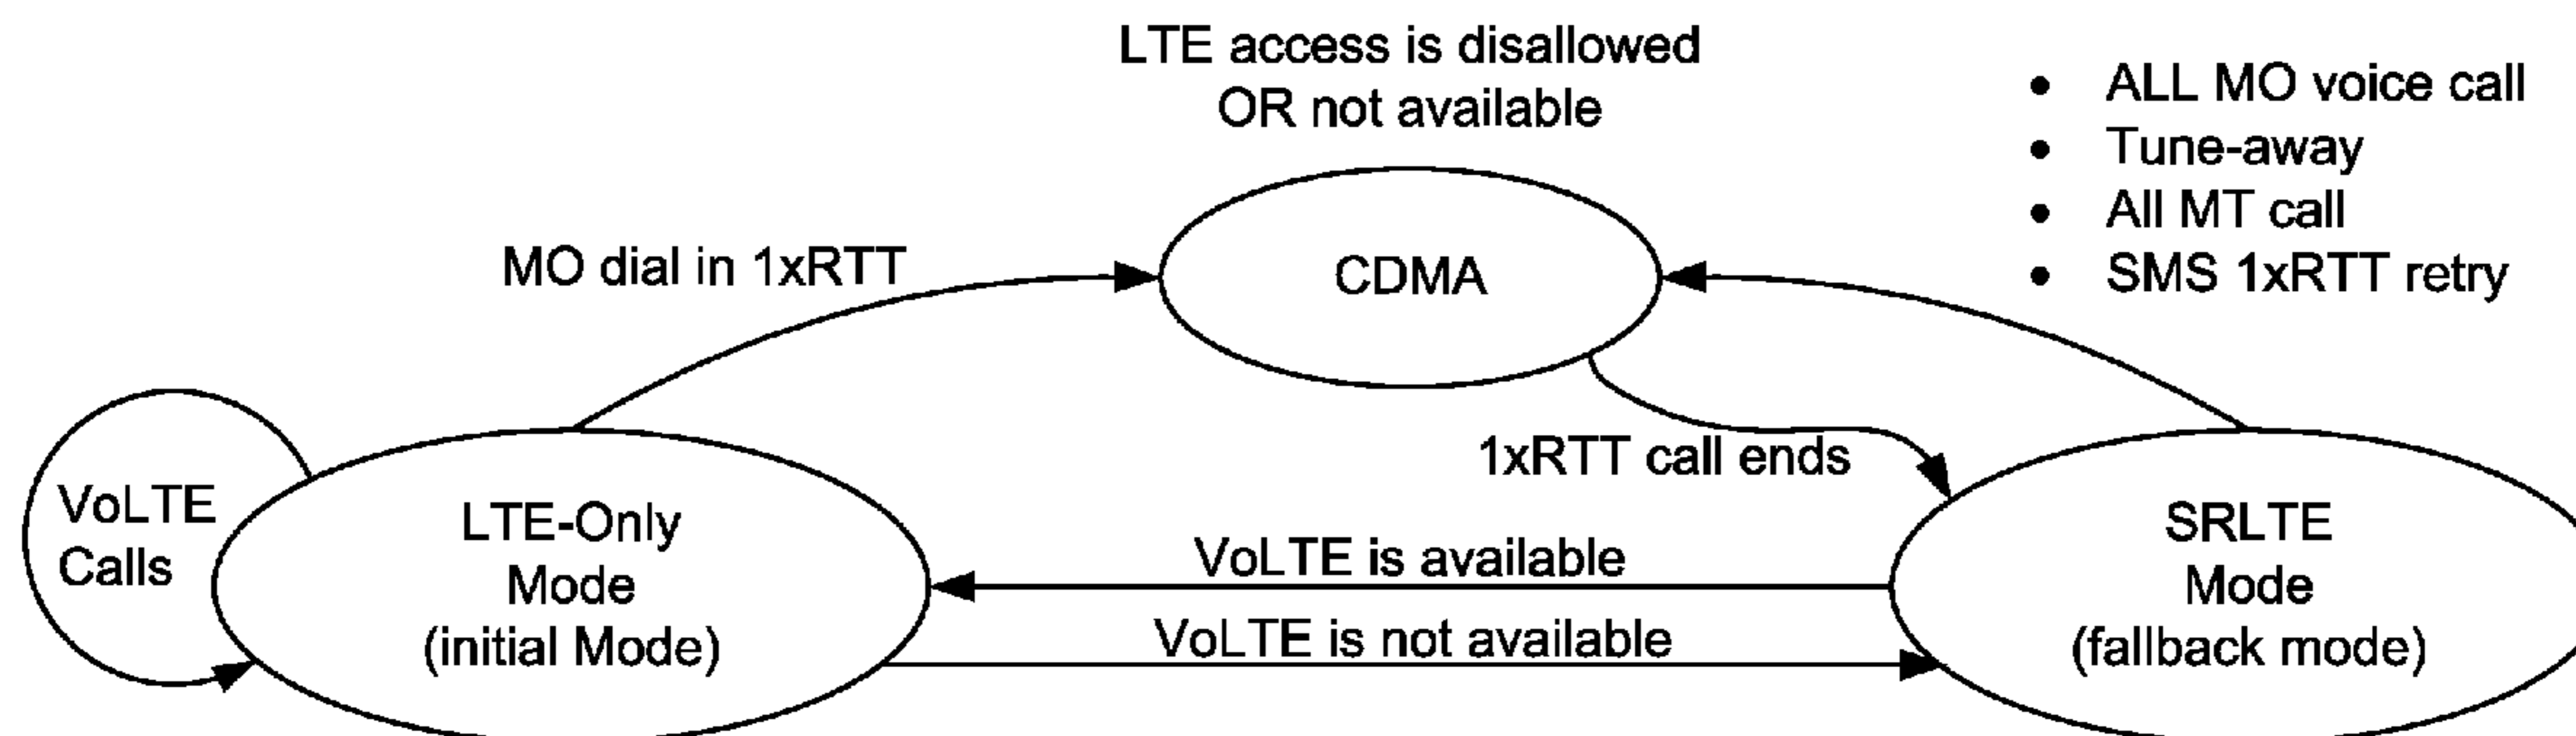 LTE access is disallowed
OR not available
• ALL MO voice call
• Tune-away
• All MT call
• SMS 1xRTT retry
MO dial in 1xRTT
CDMA
1xRTT call ends
VoLTE
Calls
LTE-Only
Mode
(initial Mode)
VoLTE is available
VoLTE is not available
SRLTE
Mode
(fallback mode)